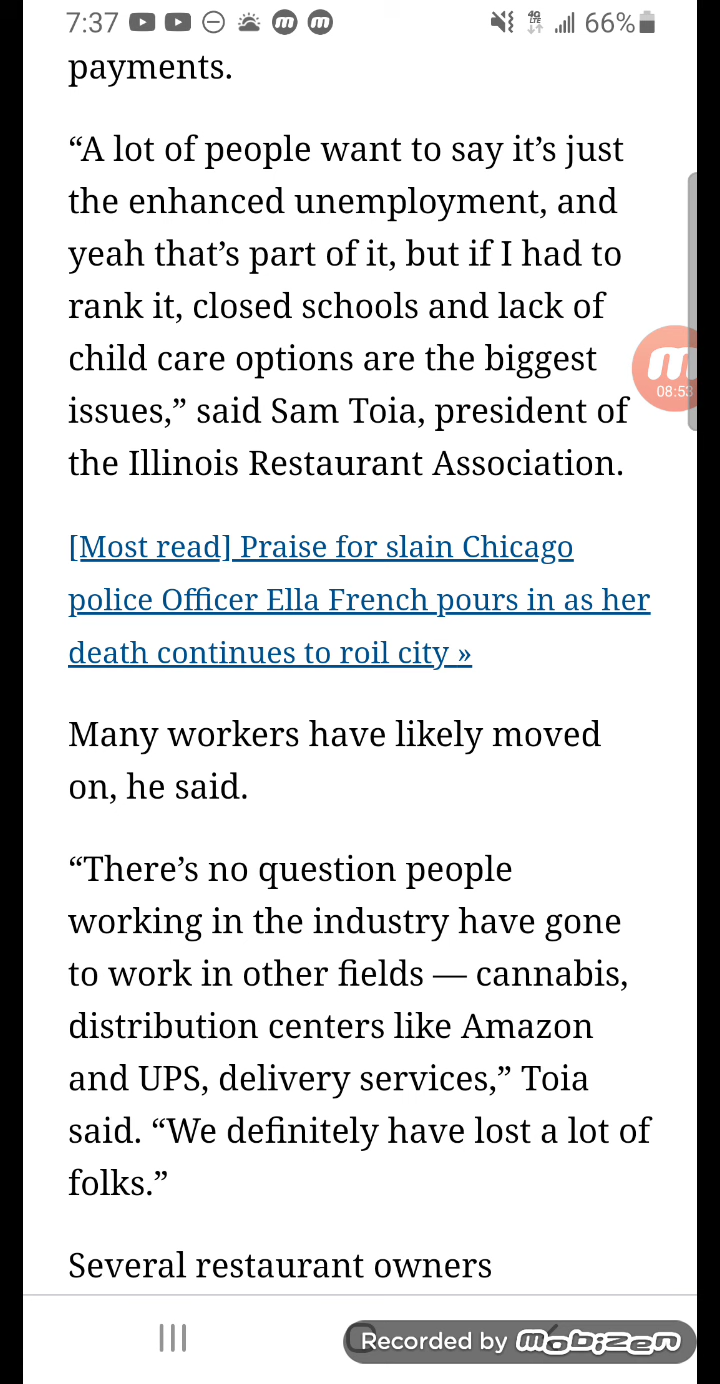 7:37 66%
payments.
“A lot of people want to say it’s just
the enhanced unemployment, and
yeah that’s part of it, but if I had to
rank it, closed schools and lack of
child care options are the biggest
08:53
issues,” said Sam Toia, president of
the Illinois Restaurant Association.
[Most read] Praise for slain Chicago
police Officer Ella French pours in as her
death continues to roil city »
Many workers have likely moved
on, he said.
“There’s no question people
working in the industry have gone
to work in other fields — cannabis,
distribution centers like Amazon
and UPS, delivery services,” Toia
said. “We definitely have lost a lot of
folks.”
Several restaurant owners
Recorded by mobizen